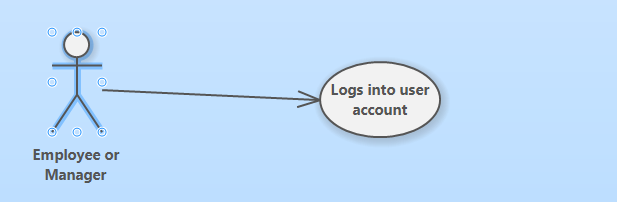 Logs into user
account
Employee or
Manager